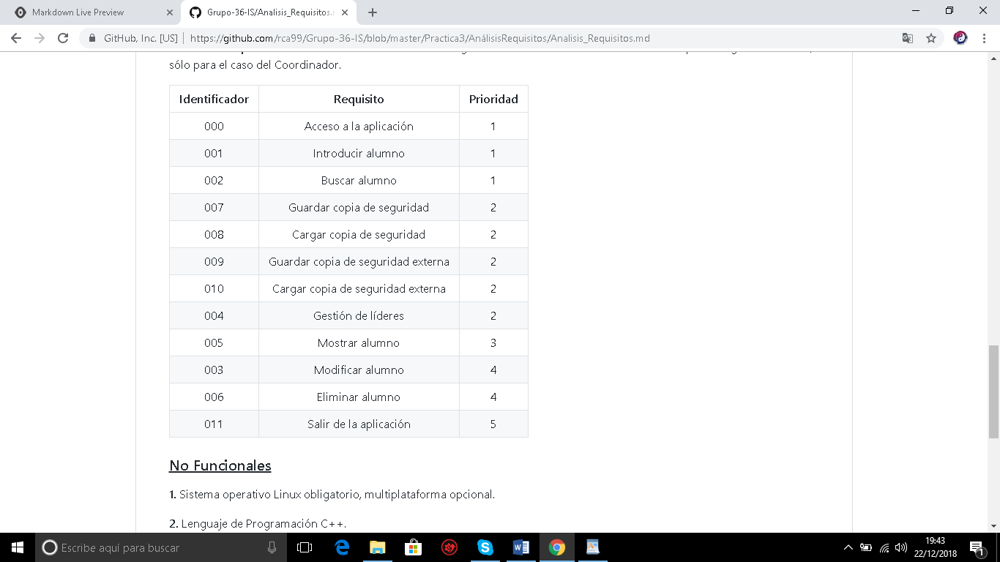 Markdown Live Preview
Grupo-36-IS/Analisis_Requisitos.
GitHub, Inc. [US]
https://github.com/rca99/Grupo-36-IS/blob/master/Practica3/AnálisisRequisitos/Analisis_Requisitos.md
sólo para el caso del Coordinador.
Identificador Requisito Prioridad
000 Acceso a la aplicación 1
001 Introducir alumno 1
002 Buscar alumno 1
007 Guardar copia de seguridad 2
008 Cargar copia de seguridad 2
009 Guardar copia de seguridad externa 2
010 Cargar copia de seguridad externa 2
004 Gestión de líderes 2
005 Mostrar alumno 3
003 Modificar alumno 4
006 Eliminar alumno 4
011 Salir de la aplicación 5
No Funcionales
1. Sistema operativo Linux obligatorio, multiplataforma opcional.
2. Lenguaje de Programación C++.
Escribe aquí para buscar
19:43
22/12/2018
1